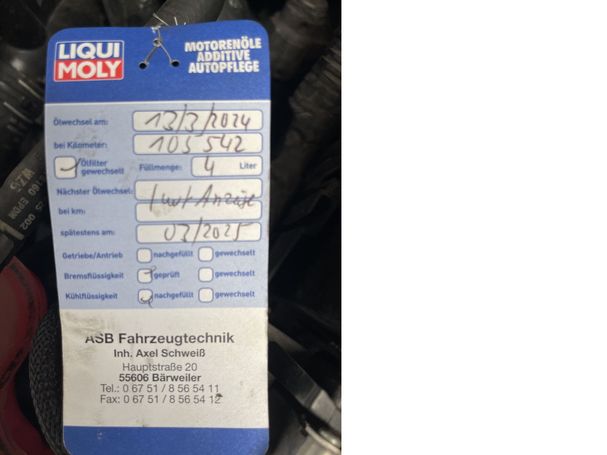 LIQUI
MOLY
MOTORENÖLE
ADDITIVE
AUTOPFLEGE
Ölwechsel am: 13/3/2024
bei Kilometer: 105 542
Ölfilter gewechselt Füllmenge: 4 Liter
Nächster Ölwechsel: laut Anzeige
bei km:
spätestens am: 03/2025
Getriebe/Antrieb nachgefüllt gewechselt
Bremsflüssigkeit geprüft gewechselt
Kühlflüssigkeit nachgefüllt gewechselt
ASB Fahrzeugtechnik
Inh. Axel Schweiß
Hauptstraße 20
55606 Bärweiler
Tel.: 0 67 51 / 8 56 54 11
Fax: 0 67 51 / 8 56 54 12